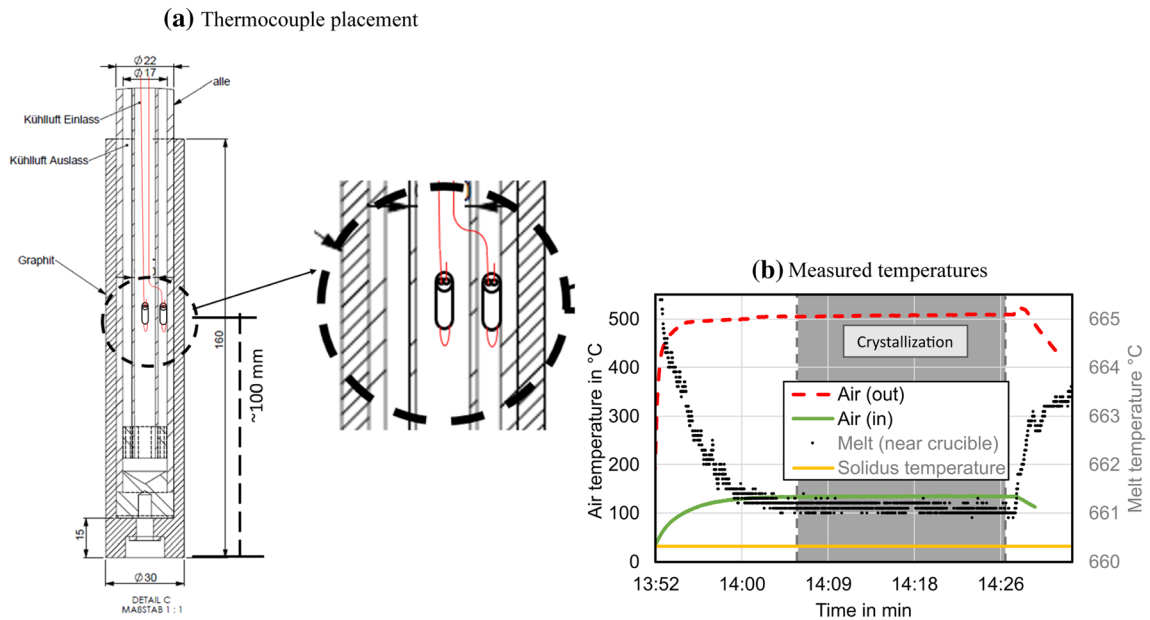 (a) Thermocouple placement
Ø22
Ø17
alle
Kühlluft Einlass
Kühlluft Auslass
Graphit
160
~100 mm
15
Ø30
DETAIL C
MAßSTAB 1 : 1
(b) Measured temperatures
Air temperature in °C
500
400
300
200
100
0
Crystallization
Air (out)
Air (in)
Melt (near crucible)
Solidus temperature
665
664
663
662
661
660
Melt temperature °C
13:52
14:00
14:09
14:18
14:26
Time in min